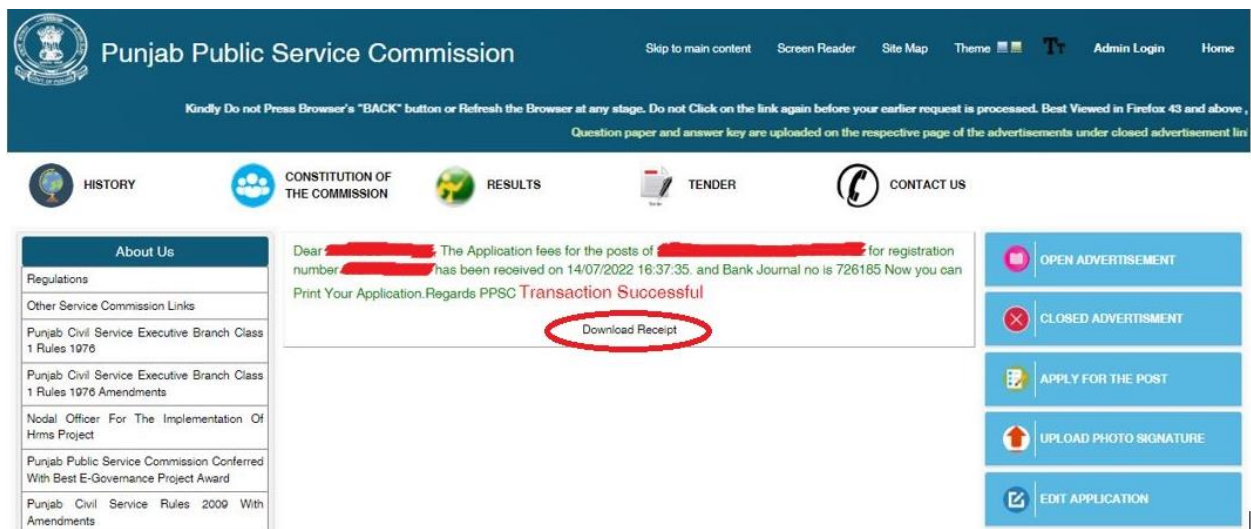 Punjab Public Service Commission
Skip to main content Screen Reader Site Map Theme Tт Admin Login Home
Kindly Do not Press Browser's "BACK" button or Refresh the Browser at any stage. Do not Click on the link again before your earlier request is processed. Best Viewed in Firefox 43 and above ,
Question paper and answer key are uploaded on the respective page of the advertisements under closed advertisement lin
HISTORY
CONSTITUTION OF
THE COMMISSION
RESULTS
TENDER
CONTACT US
About Us
Regulations
Other Service Commission Links
Punjab Civil Service Executive Branch Class
1 Rules 1976
Punjab Civil Service Executive Branch Class
1 Rules 1976 Amendments
Nodal Officer For The Implementation Of
Hrms Project
Punjab Public Service Commission Conferred
With Best E-Governance Project Award
Punjab Civil Service Rules 2009 With
Amendments
Dear , The Application fees for the posts of for registration
number has been received on 14/07/2022 16:37:35. and Bank Journal no is 726185 Now you can
Print Your Application.Regards PPSC Transaction Successful
Download Receipt
OPEN ADVERTISEMENT
CLOSED ADVERTISMENT
APPLY FOR THE POST
UPLOAD PHOTO SIGNATURE
EDIT APPLICATION